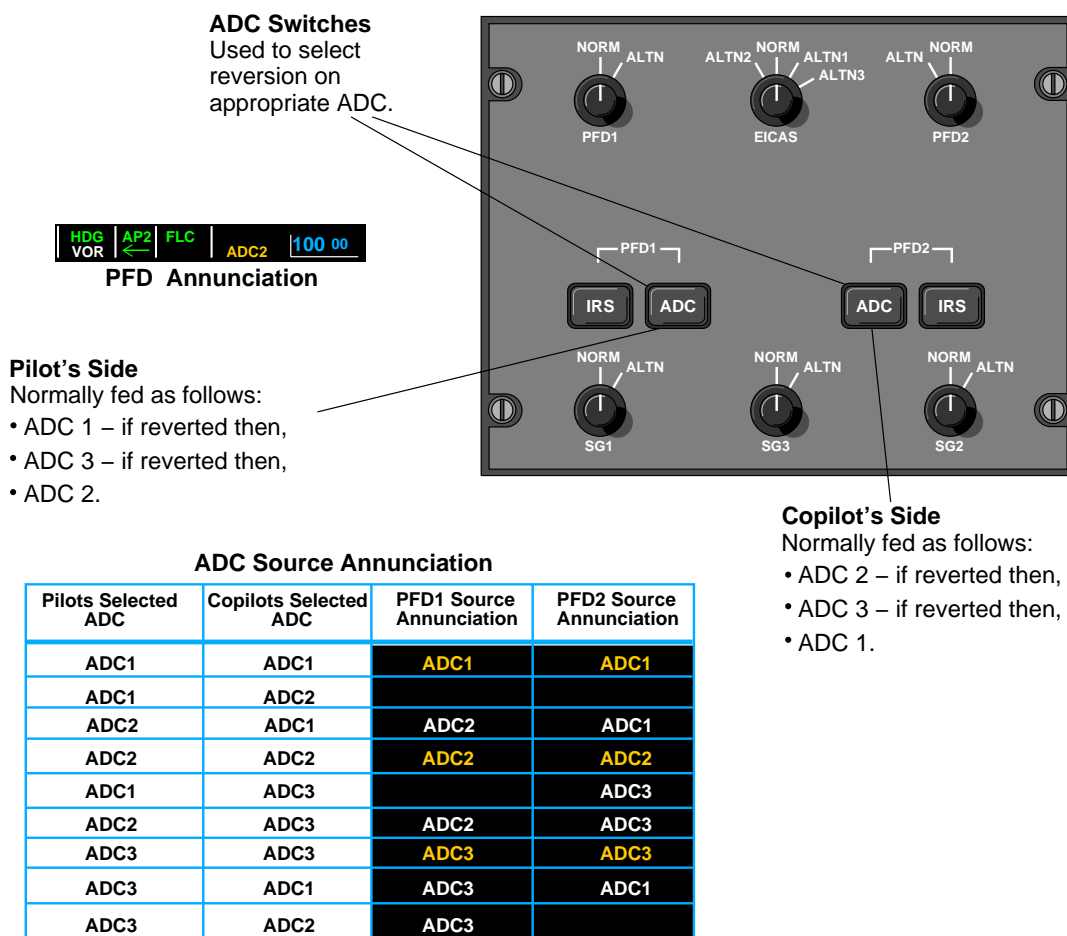 ADC Switches
Used to select
reversion on
appropriate ADC.
NORM
ALTN
PFD1
ALTN2
NORM
ALTN1
ALTN3
EICAS
ALTN
NORM
PFD2
HDG AP2 FLC
VOR ← ADC2 100 00
PFD Annunciation
PFD1
PFD2
IRS
ADC
ADC
IRS
NORM
ALTN
SG1
NORM
ALTN
SG3
NORM
ALTN
SG2
Pilot's Side
Normally fed as follows:
• ADC 1 – if reverted then,
• ADC 3 – if reverted then,
• ADC 2.
Copilot's Side
Normally fed as follows:
• ADC 2 – if reverted then,
• ADC 3 – if reverted then,
• ADC 1.
ADC Source Annunciation
Pilots Selected ADC | Copilots Selected ADC | PFD1 Source Annunciation | PFD2 Source Annunciation
ADC1 ADC1 ADC1 ADC1
ADC1 ADC2
ADC2 ADC1 ADC2 ADC1
ADC2 ADC2 ADC2 ADC2
ADC1 ADC3 ADC3
ADC2 ADC3 ADC2 ADC3
ADC3 ADC3 ADC3 ADC3
ADC3 ADC1 ADC3 ADC1
ADC3 ADC2 ADC3